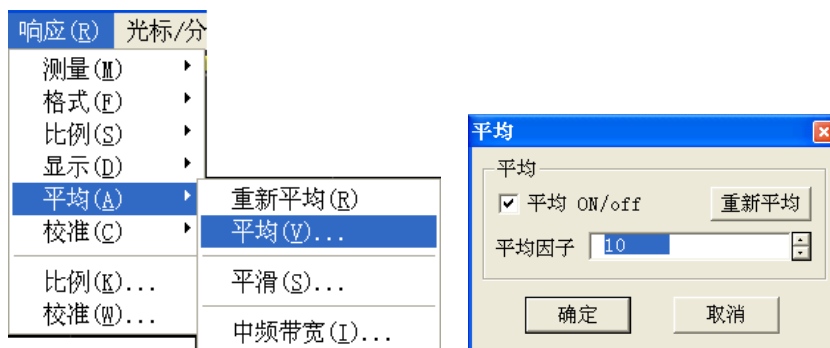 响应(R) 光标/分
测量(M)
格式(F)
比例(S)
显示(D)
平均(A)
校准(C)
比例(K)...
校准(W)...
重新平均(R)
平均(V)...
平滑(S)...
中频带宽(I)...
平均
平均
平均 ON/off 重新平均
平均因子 10
确定 取消